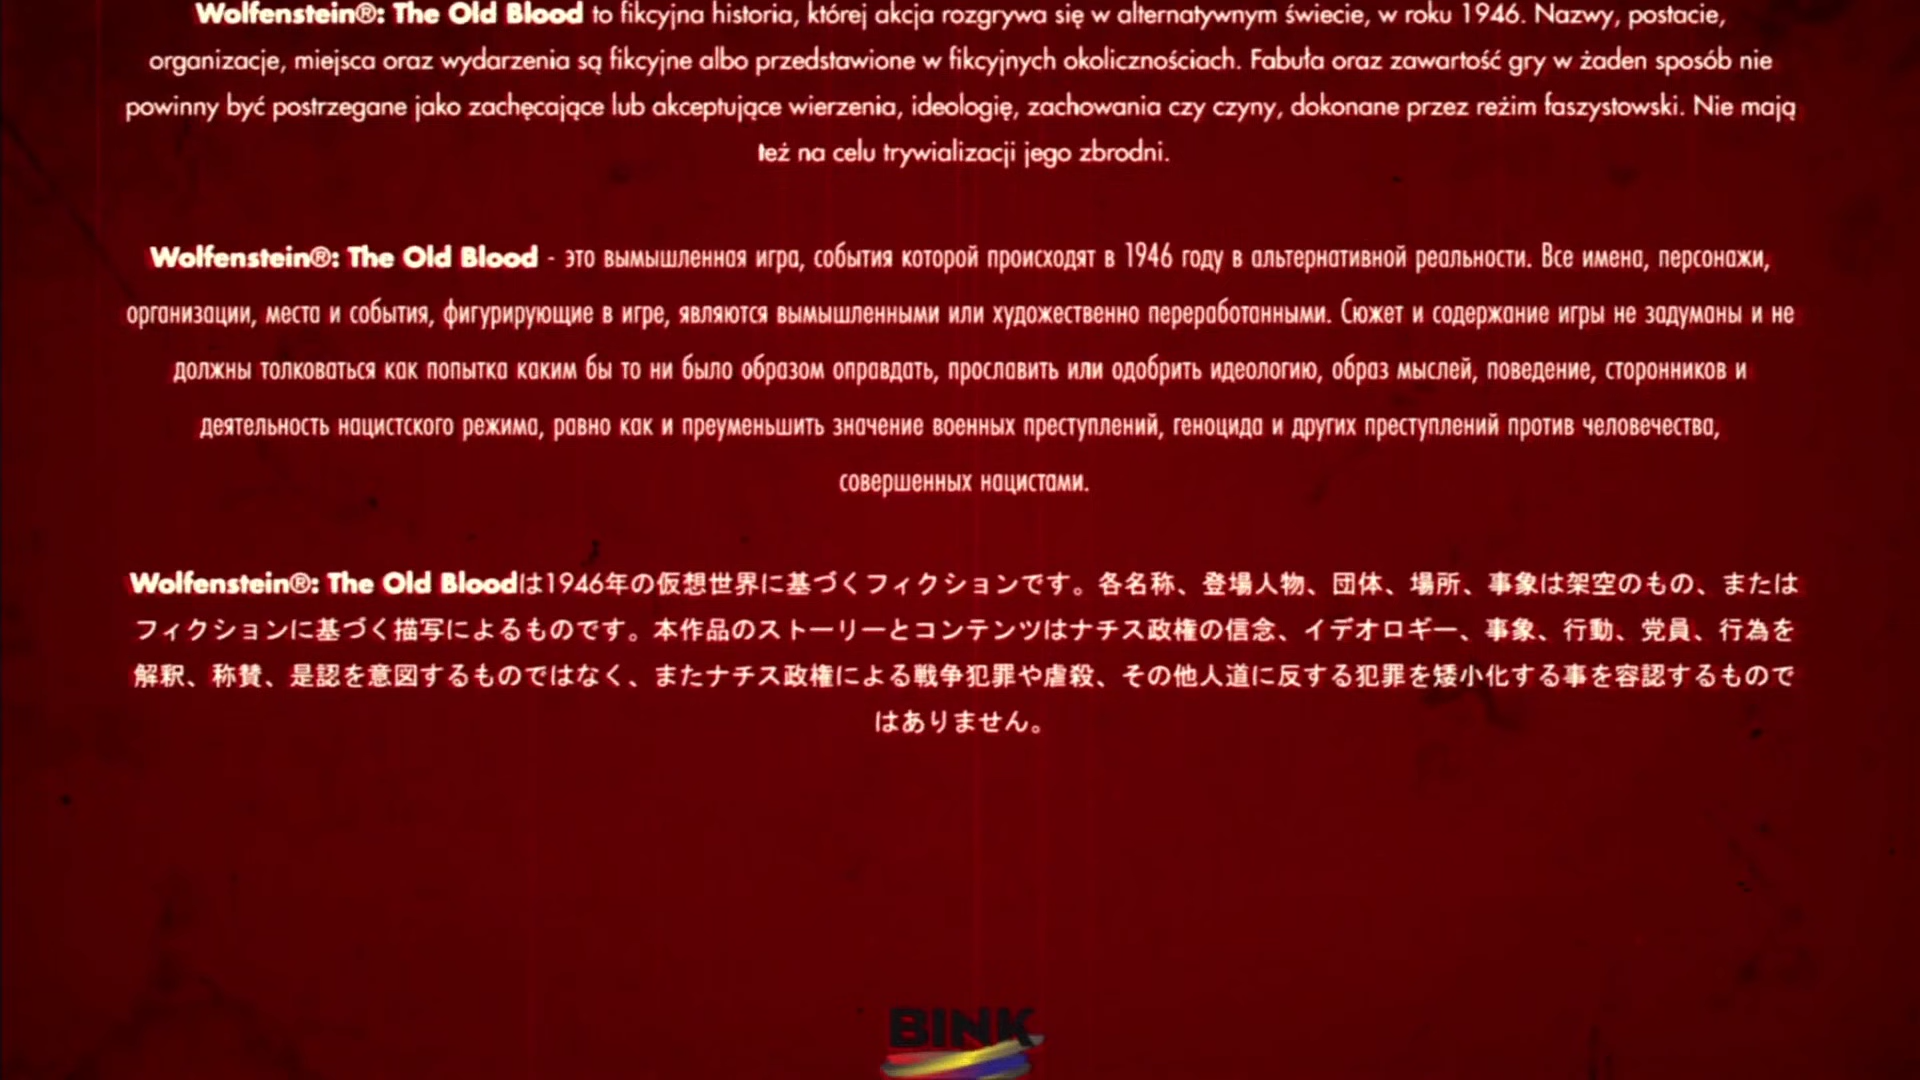 Wolfenstein®: The Old Blood to fikcyjna historia, której akcja rozgrywa się w alternatywnym świecie, w roku 1946. Nazwy, postacie,
organizacje, miejsca oraz wydarzenia są fikcyjne albo przedstawione w fikcyjnych okolicznościach. Fabuła oraz zawartość gry w żaden sposób nie
powinny być postrzegane jako zachęcające lub akceptujące wierzenia, ideologię, zachowania czy czyny, dokonane przez reżim faszystowski. Nie mają
też na celu trywializacji jego zbrodni.
Wolfenstein®: The Old Blood - это вымышленная игра, события которой происходят в 1946 году в альтернативной реальности. Все имена, персонажи,
организации, места и события, фигурирующие в игре, являются вымышленными или художественно переработанными. Сюжет и содержание игры не задуманы и не
должны толковаться как попытка каким бы то ни было образом оправдать, прославить или одобрить идеологию, образ мыслей, поведение, сторонников и
деятельность нацистского режима, равно как и преуменьшить значение военных преступлений, геноцида и других преступлений против человечества,
совершенных нацистами.
Wolfenstein®: The Old Bloodは1946年の仮想世界に基づくフィクションです。各名称、登場人物、団体、場所、事象は架空のもの、または
フィクションに基づく描写によるものです。本作品のストーリーとコンテンツはナチス政権の信念、イデオロギー、事象、行動、党員、行為を
解釈、称賛、是認を意図するものではなく、またナチス政権による戦争犯罪や虐殺、その他人道に反する犯罪を矮小化する事を容認するもので
はありません。
BINK